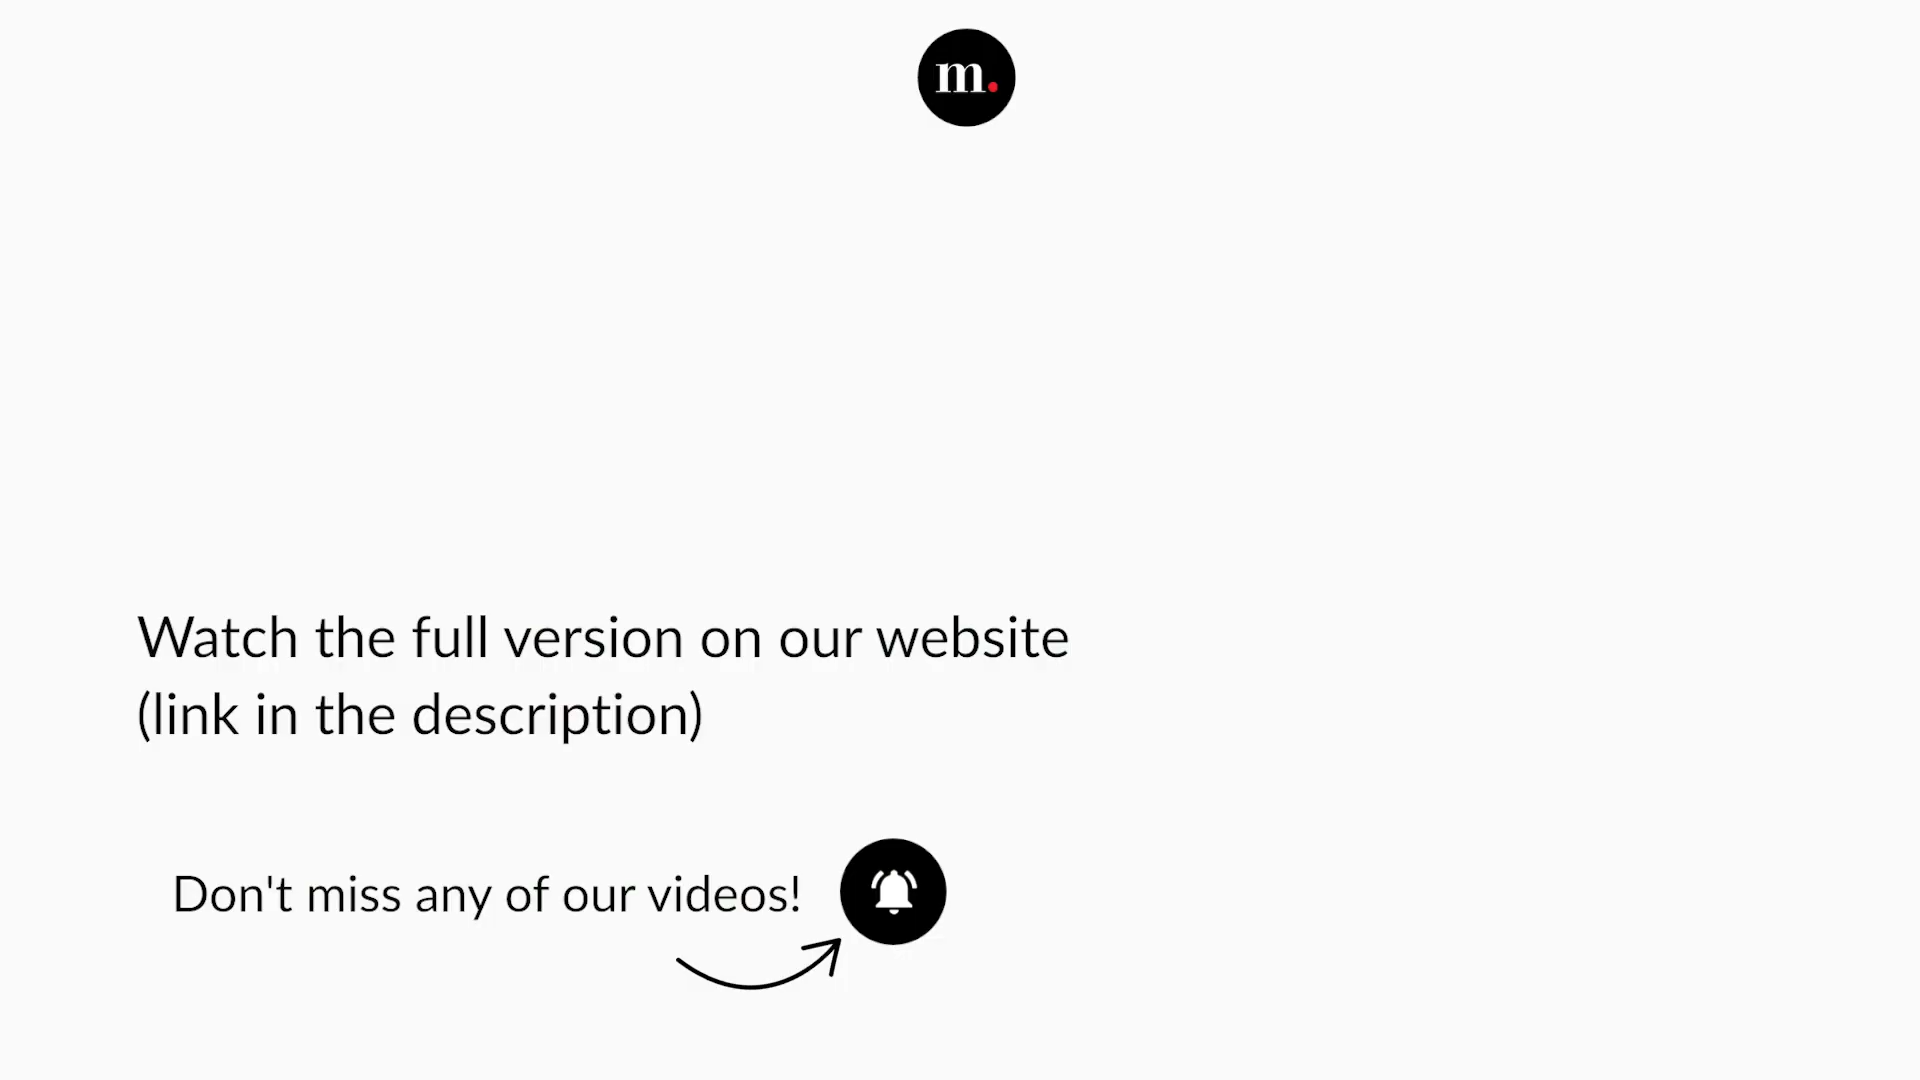 m.
Watch the full version on our website
(link in the description)
Don't miss any of our videos!